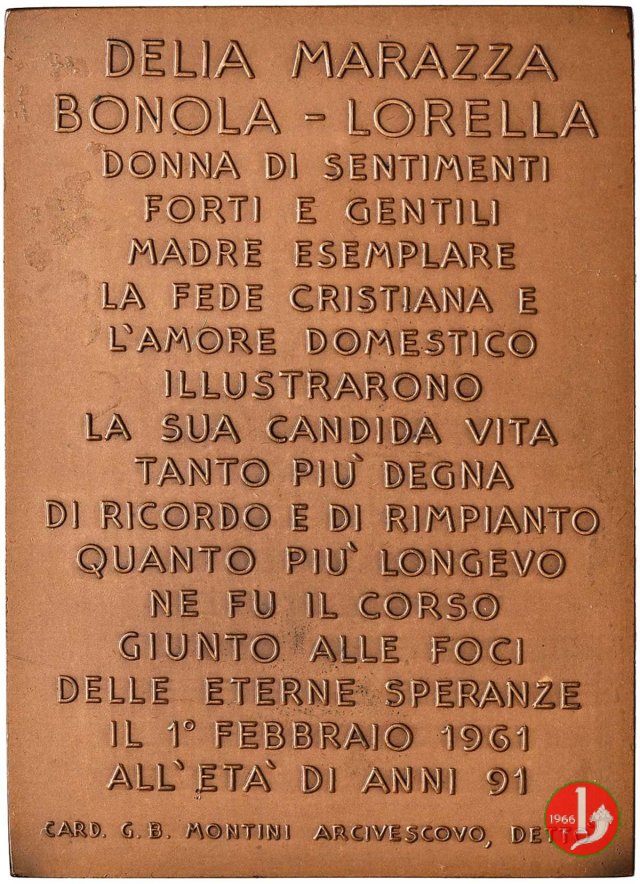 DELIA MARAZZA
BONOLA - LORELLA
DONNA DI SENTIMENTI
FORTI E GENTILI
MADRE ESEMPLARE
LA FEDE CRISTIANA E
L'AMORE DOMESTICO
ILLUSTRARONO
LA SUA CANDIDA VITA
TANTO PIU' DEGNA
DI RICORDO E DI RIMPIANTO
QUANTO PIU' LONGEVO
NE FU IL CORSO
GIUNTO ALLE FOCI
DELLE ETERNE SPERANZE
IL 1° FEBBRAIO 1961
ALL'ETA' DI ANNI 91
CARD. G. B. MONTINI ARCIVESCOVO, DETTÒ
1966